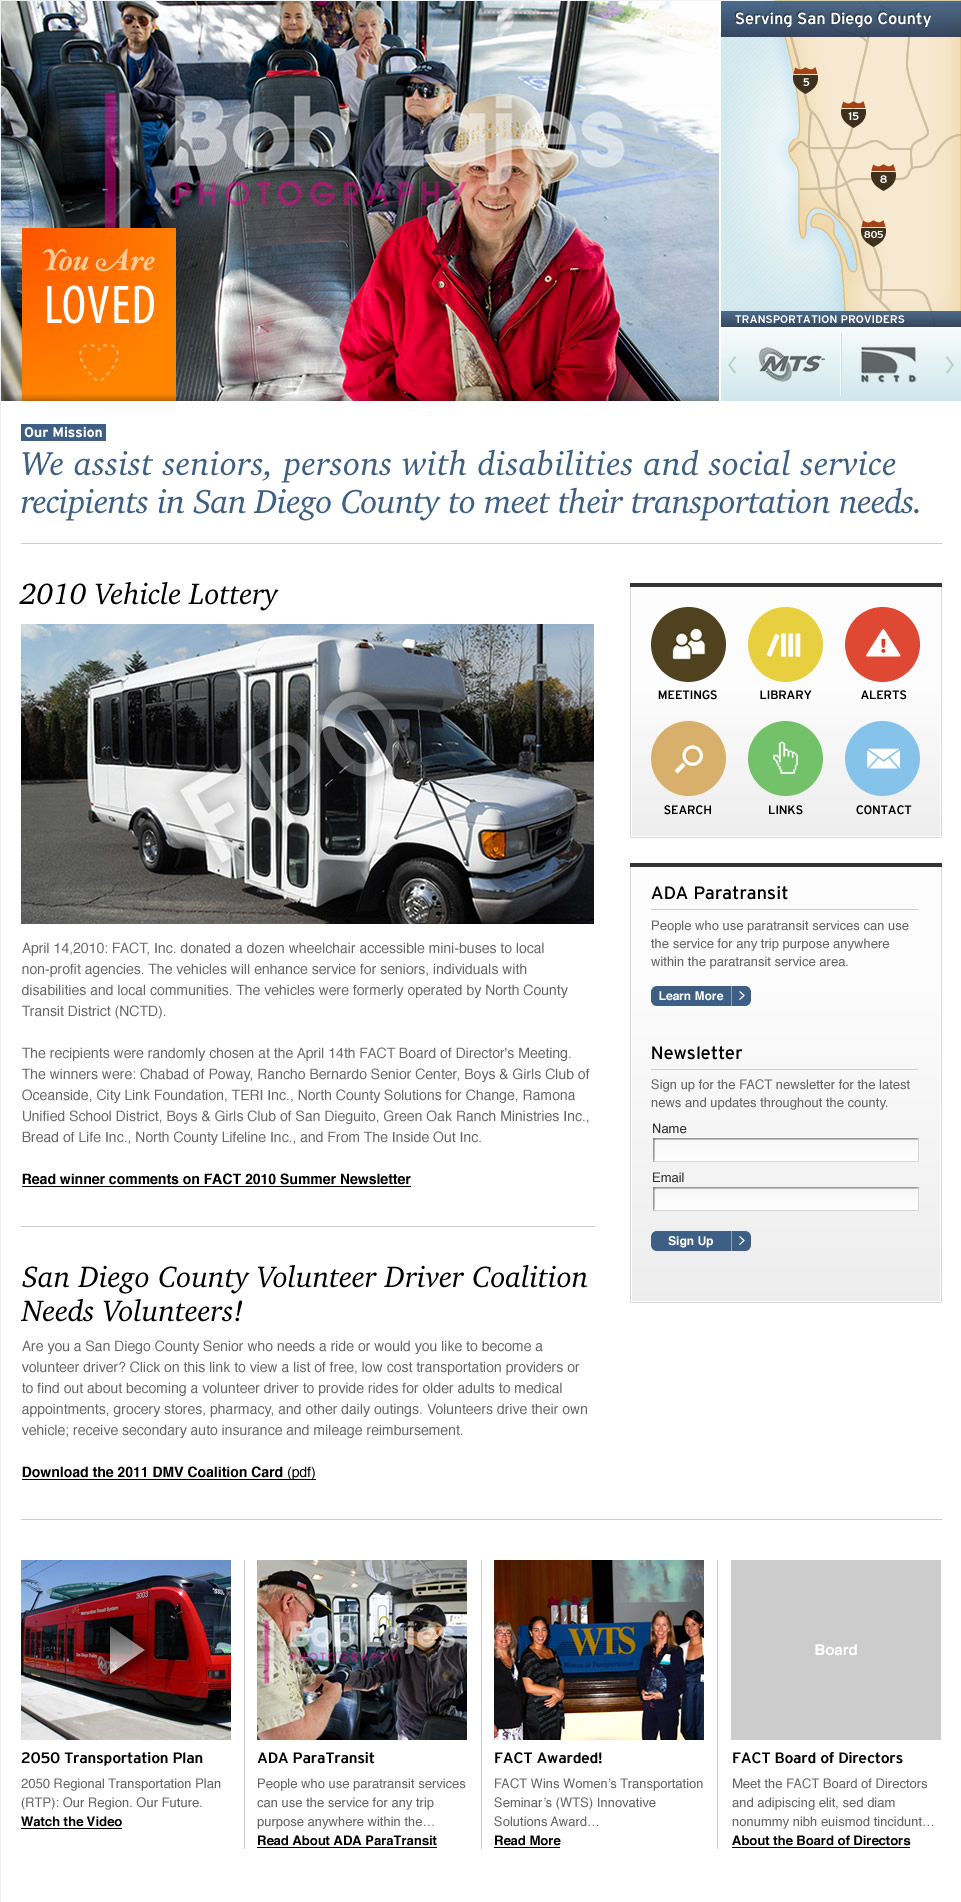 Bob Lajes
PHOTOGRAPHY
You Are
LOVED
Serving San Diego County
5
15
8
805
TRANSPORTATION PROVIDERS
MTS
NCTD
Our Mission
We assist seniors, persons with disabilities and social service
recipients in San Diego County to meet their transportation needs.
2010 Vehicle Lottery
FPO
April 14,2010: FACT, Inc. donated a dozen wheelchair accessible mini-buses to local
non-profit agencies. The vehicles will enhance service for seniors, individuals with
disabilities and local communities. The vehicles were formerly operated by North County
Transit District (NCTD).
The recipients were randomly chosen at the April 14th FACT Board of Director's Meeting.
The winners were: Chabad of Poway, Rancho Bernardo Senior Center, Boys & Girls Club of
Oceanside, City Link Foundation, TERI Inc., North County Solutions for Change, Ramona
Unified School District, Boys & Girls Club of San Dieguito, Green Oak Ranch Ministries Inc.,
Bread of Life Inc., North County Lifeline Inc., and From The Inside Out Inc.
Read winner comments on FACT 2010 Summer Newsletter
San Diego County Volunteer Driver Coalition
Needs Volunteers!
Are you a San Diego County Senior who needs a ride or would you like to become a
volunteer driver? Click on this link to view a list of free, low cost transportation providers or
to find out about becoming a volunteer driver to provide rides for older adults to medical
appointments, grocery stores, pharmacy, and other daily outings. Volunteers drive their own
vehicle; receive secondary auto insurance and mileage reimbursement.
Download the 2011 DMV Coalition Card (pdf)
MEETINGS
LIBRARY
ALERTS
SEARCH
LINKS
CONTACT
ADA Paratransit
People who use paratransit services can use
the service for any trip purpose anywhere
within the paratransit service area.
Learn More
Newsletter
Sign up for the FACT newsletter for the latest
news and updates throughout the county.
Name
Email
Sign Up
3003
Metropolitan Transit System
2050 Transportation Plan
2050 Regional Transportation Plan
(RTP): Our Region. Our Future.
Watch the Video
Bob Lajes
PHOTOGRAPHY
ADA ParaTransit
People who use paratransit services
can use the service for any trip
purpose anywhere within the…
Read About ADA ParaTransit
WTS
FACT Awarded!
FACT Wins Women's Transportation
Seminar's (WTS) Innovative
Solutions Award…
Read More
Board
FACT Board of Directors
Meet the FACT Board of Directors
and adipiscing elit, sed diam
nonummy nibh euismod tincidunt…
About the Board of Directors